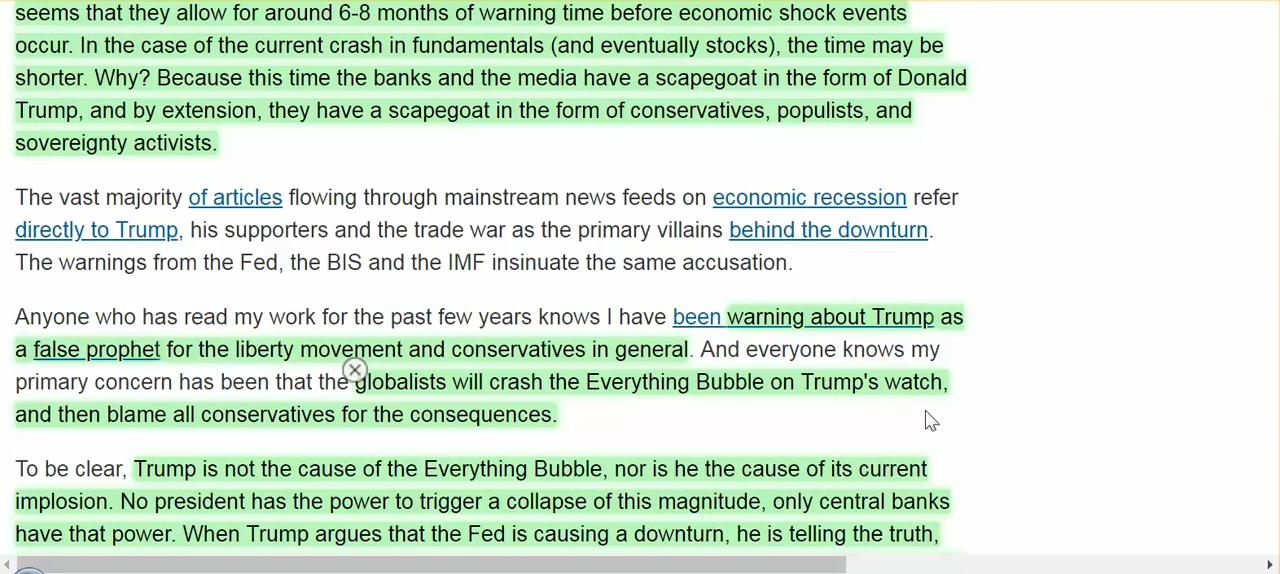 seems that they allow for around 6-8 months of warning time before economic shock events
occur. In the case of the current crash in fundamentals (and eventually stocks), the time may be
shorter. Why? Because this time the banks and the media have a scapegoat in the form of Donald
Trump, and by extension, they have a scapegoat in the form of conservatives, populists, and
sovereignty activists.
The vast majority of articles flowing through mainstream news feeds on economic recession refer
directly to Trump, his supporters and the trade war as the primary villains behind the downturn.
The warnings from the Fed, the BIS and the IMF insinuate the same accusation.
Anyone who has read my work for the past few years knows I have been warning about Trump as
a false prophet for the liberty movement and conservatives in general. And everyone knows my
primary concern has been that the globalists will crash the Everything Bubble on Trump's watch,
and then blame all conservatives for the consequences.
To be clear, Trump is not the cause of the Everything Bubble, nor is he the cause of its current
implosion. No president has the power to trigger a collapse of this magnitude, only central banks
have that power. When Trump argues that the Fed is causing a downturn, he is telling the truth,